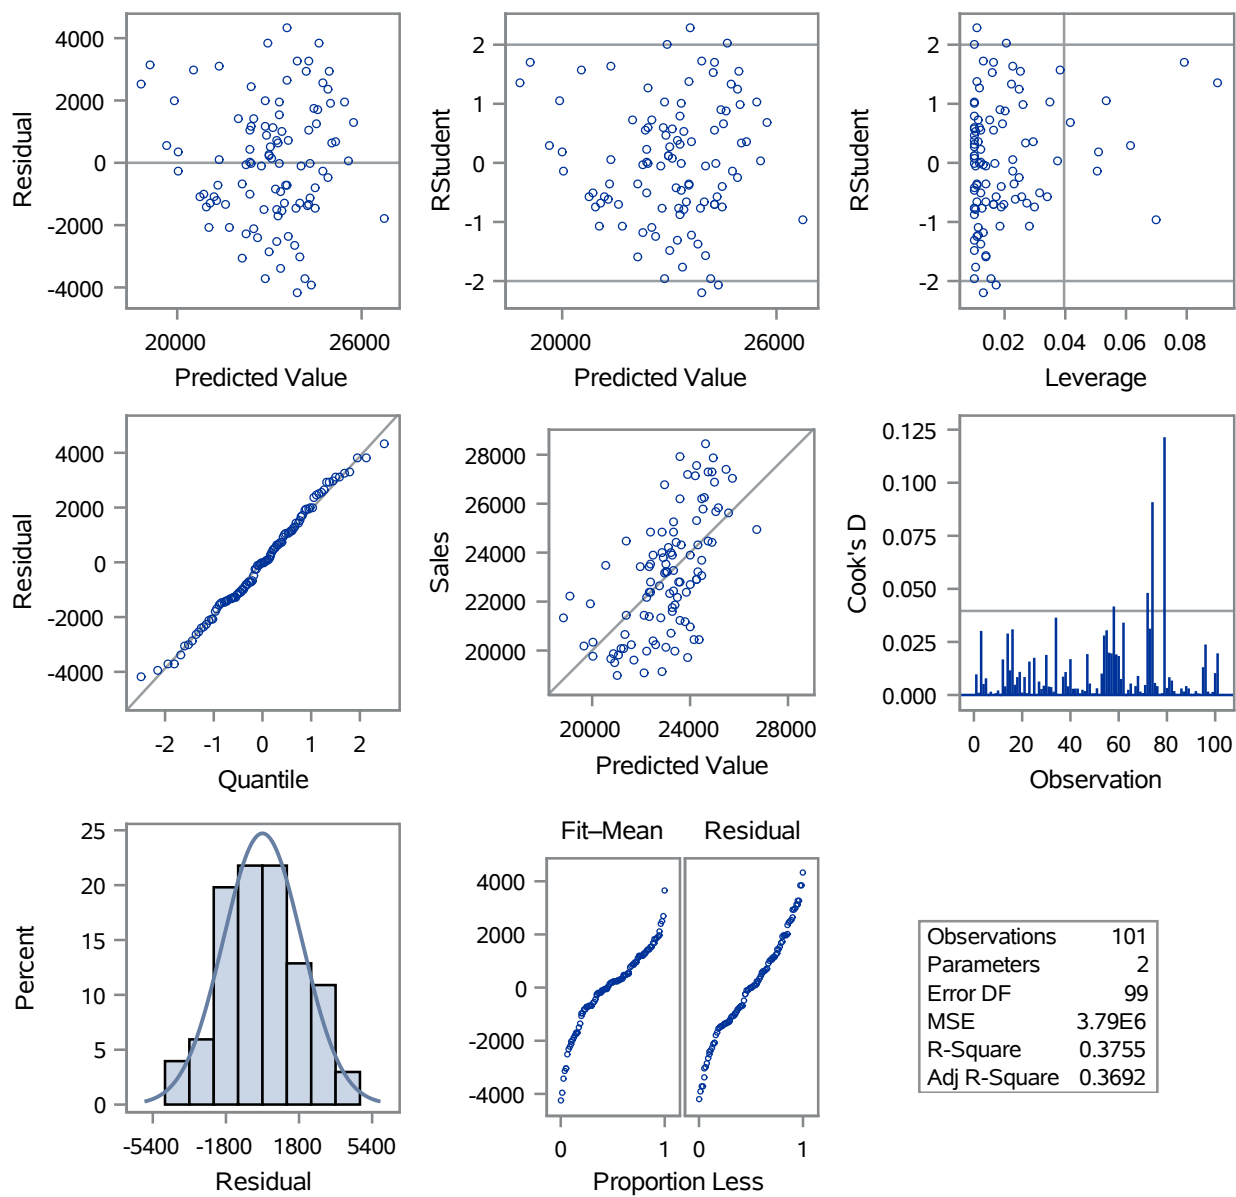 4000
2000
0
-2000
-4000
Residual
20000 26000
Predicted Value
2
1
0
-1
-2
RStudent
20000 26000
Predicted Value
2
1
0
-1
-2
RStudent
0.02 0.04 0.06 0.08
Leverage
4000
2000
0
-2000
-4000
Residual
-2 -1 0 1 2
Quantile
28000
26000
24000
22000
20000
Sales
20000 24000 28000
Predicted Value
0.125
0.100
0.075
0.050
0.025
0.000
Cook's D
0 20 40 60 80 100
Observation
25
20
15
10
5
0
Percent
-5400 -1800 1800 5400
Residual
Fit–Mean Residual
4000
2000
0
-2000
-4000
0 1 0 1
Proportion Less
Observations 101
Parameters 2
Error DF 99
MSE 3.79E6
R-Square 0.3755
Adj R-Square 0.3692